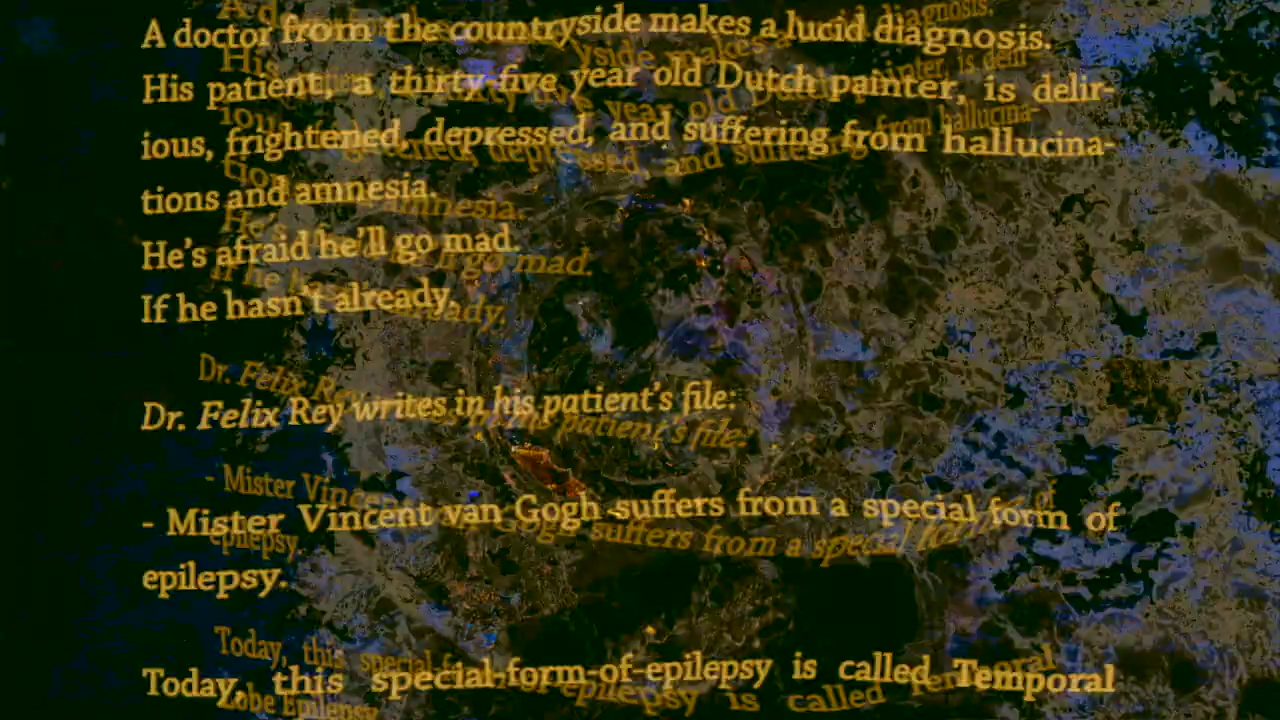 A doctor from the countryside makes a lucid diagnosis.
His patient, a thirty-five year old Dutch painter, is delir-
ious, frightened, depressed, and suffering from hallucina-
tions and amnesia.
He's afraid he'll go mad.
If he hasn't already.
Dr. Felix Rey writes in his patient's file:
- Mister Vincent van Gogh suffers from a special form of
epilepsy.
Today, this special-form-of-epilepsy is called Temporal
Lobe Epilepsy